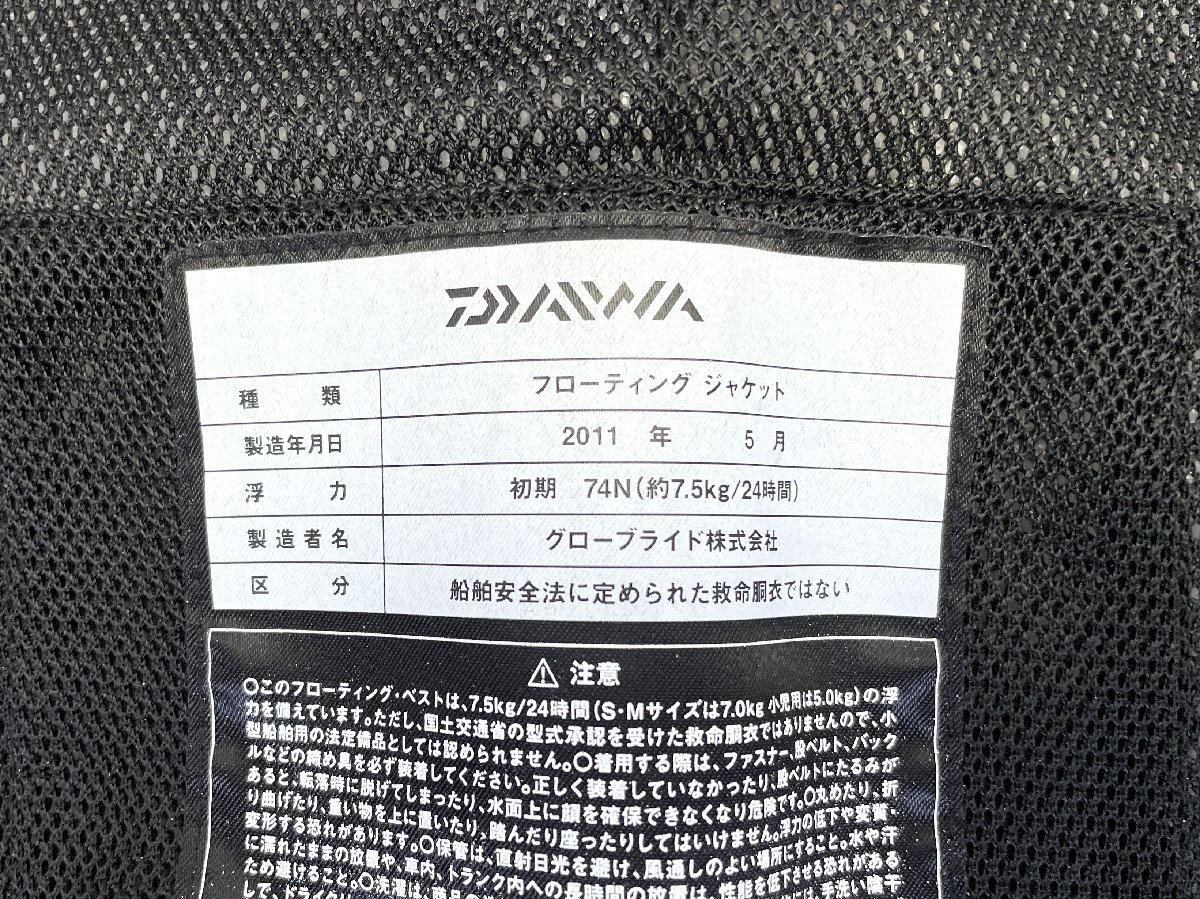 DAIWA
種類 フローティング ジャケット
製造年月日 2011 年 5 月
浮力 初期 74N(約7.5kg/24時間)
製造者名 グローブライド株式会社
区分 船舶安全法に定められた救命胴衣ではない
⚠ 注意
○このフローティング・ベストは、7.5kg/24時間(S・Mサイズは7.0kg 小児用は5.0kg)の浮
力を備えています。ただし、国土交通省の型式承認を受けた救命胴衣ではありませんので、小
型船舶用の法定備品としては認められません。○着用する際は、ファスナー、股ベルト、バック
ルなどの締め具を必ず装着してください。正しく装着していなかったり、股ベルトにたるみが
あると、転落時に脱げてしまったり、水面上に顔を確保できなくなり危険です。○丸めたり、折
り曲げたり、重い物を上に置いたり、踏んだり座ったりしてはいけません。浮力の低下や変質・
変形する恐れがあります。○保管は、直射日光を避け、風通しのよい場所にすること。水や汗
に濡れたままの放置や、車内、トランク内への長時間の放置は、性能を低下させる恐れがある
ため避けること。○洗濯は、